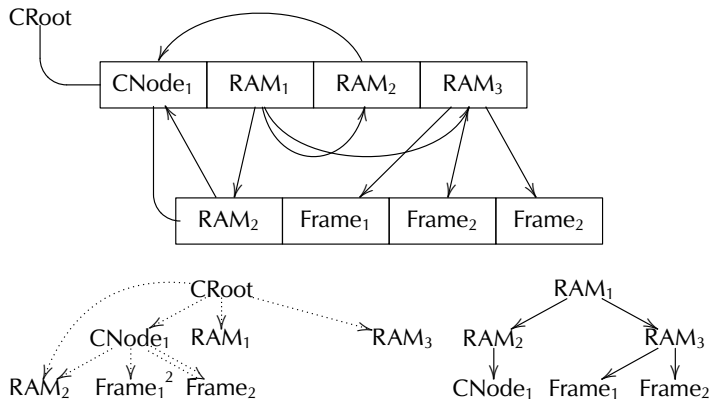 CRoot
CNode₁ RAM₁ RAM₂ RAM₃
RAM₂ Frame₁ Frame₂ Frame₂
CRoot RAM₁
CNode₁ RAM₁ RAM₃ RAM₂ RAM₃
RAM₂ Frame₁² Frame₂ CNode₁ Frame₁ Frame₂